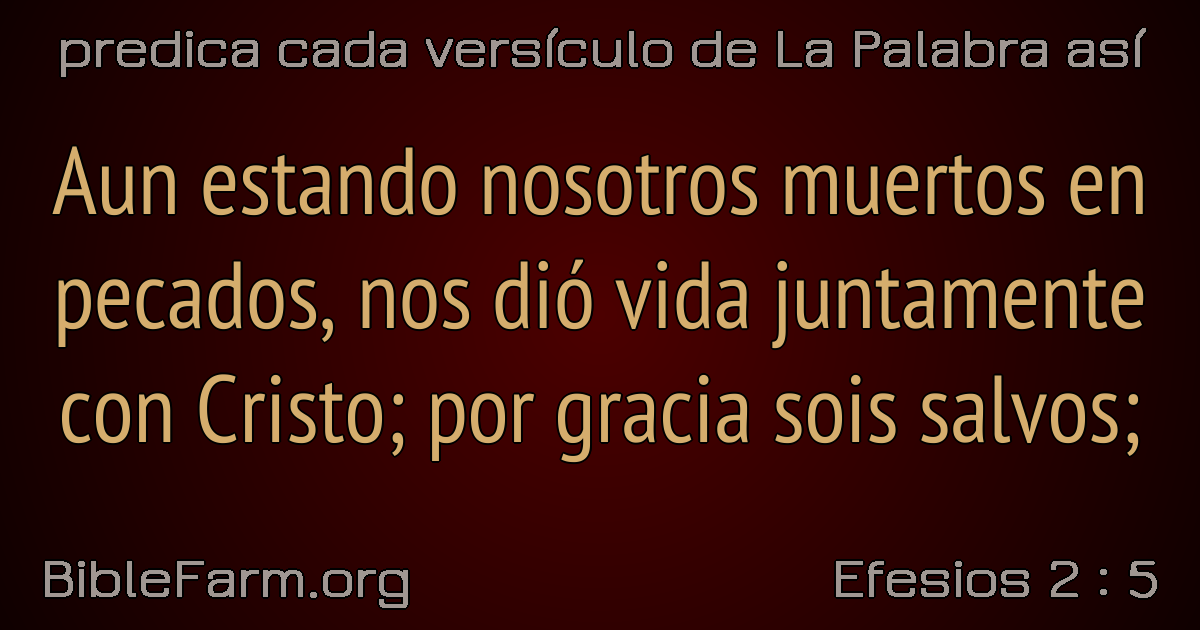 predica cada versículo de La Palabra así
Aun estando nosotros muertos en
pecados, nos dió vida juntamente
con Cristo; por gracia sois salvos;
BibleFarm.org
Efesios 2 : 5